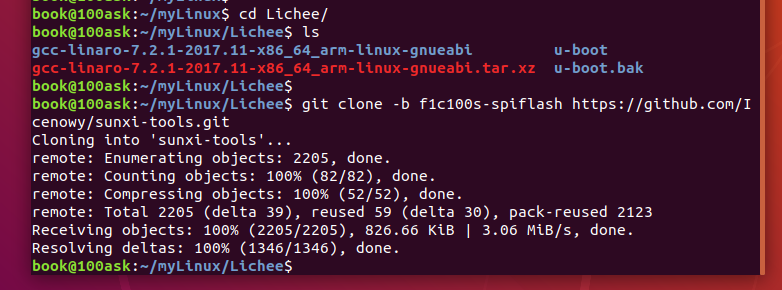 book@100ask:~/myLinux$ cd Lichee/
book@100ask:~/myLinux/Lichee$ ls
gcc-linaro-7.2.1-2017.11-x86_64_arm-linux-gnueabi         u-boot
gcc-linaro-7.2.1-2017.11-x86_64_arm-linux-gnueabi.tar.xz  u-boot.bak
book@100ask:~/myLinux/Lichee$
book@100ask:~/myLinux/Lichee$ git clone -b f1c100s-spiflash https://github.com/I
cenowy/sunxi-tools.git
Cloning into 'sunxi-tools'...
remote: Enumerating objects: 2205, done.
remote: Counting objects: 100% (82/82), done.
remote: Compressing objects: 100% (52/52), done.
remote: Total 2205 (delta 39), reused 59 (delta 30), pack-reused 2123
Receiving objects: 100% (2205/2205), 826.66 KiB | 3.06 MiB/s, done.
Resolving deltas: 100% (1346/1346), done.
book@100ask:~/myLinux/Lichee$